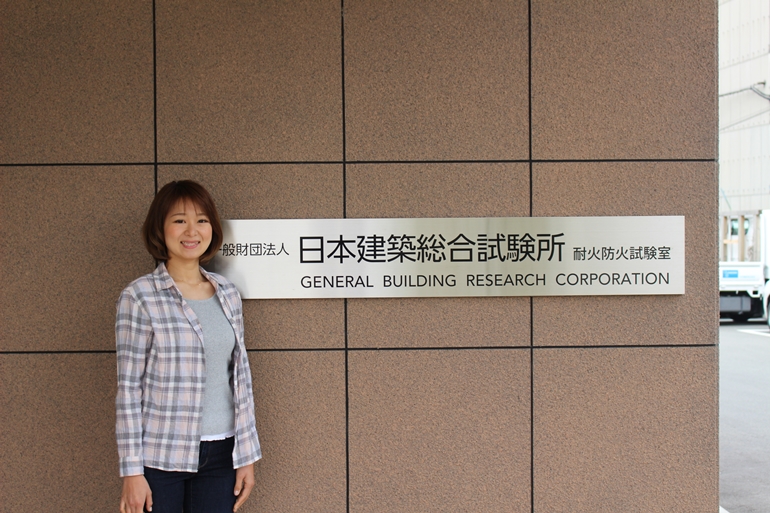 般財団法人 日本建築総合試験所 耐火防火試験室
GENERAL BUILDING RESEARCH CORPORATION